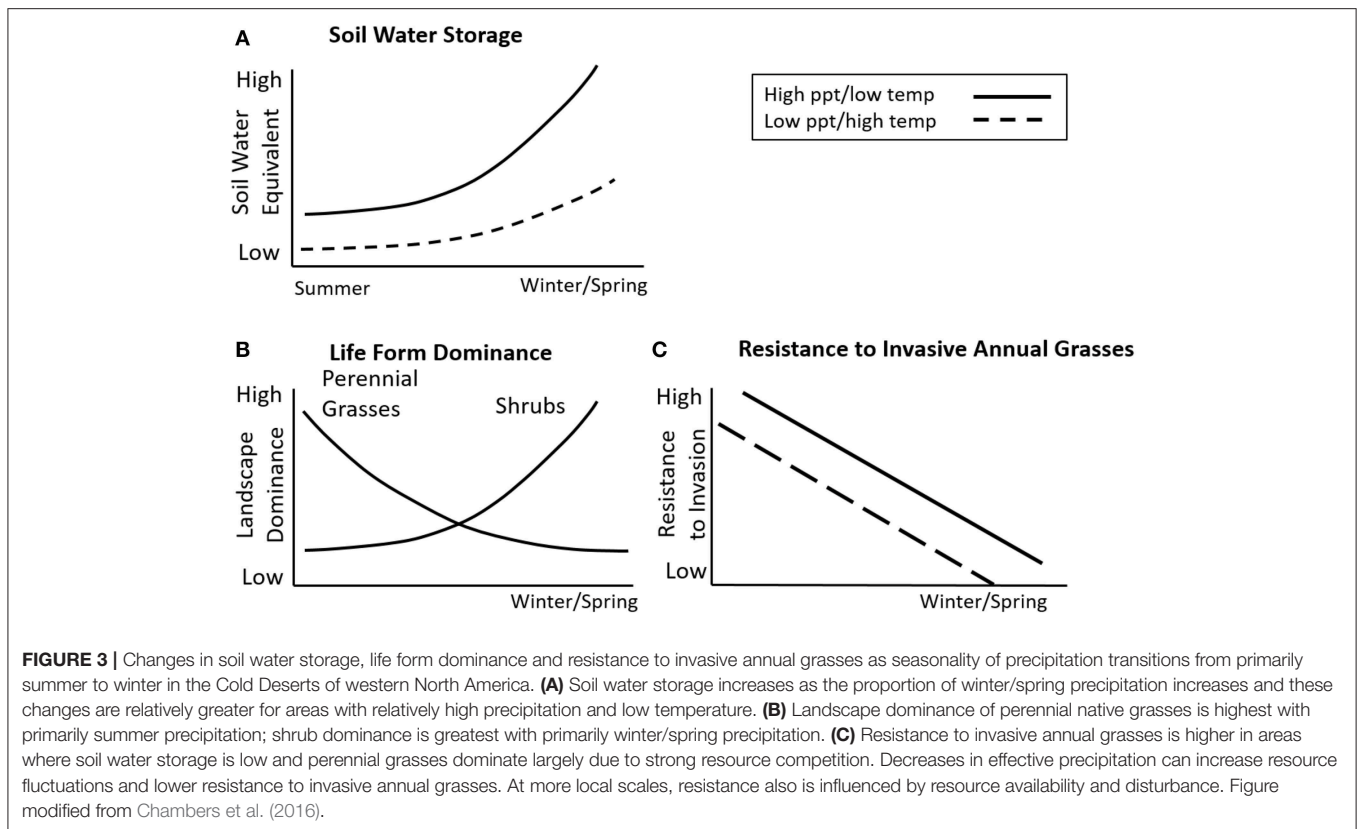 A
Soil Water Storage
High
Soil Water
Equivalent
Low
Summer
Winter/Spring
High ppt/low temp
Low ppt/high temp
B
Life Form Dominance
Perennial
Grasses
Shrubs
High
Landscape
Dominance
Low
Winter/Spring
C
Resistance to Invasive Annual Grasses
High
Resistance
to Invasion
Low
Winter/Spring
FIGURE 3 | Changes in soil water storage, life form dominance and resistance to invasive annual grasses as seasonality of precipitation transitions from primarily
summer to winter in the Cold Deserts of western North America. (A) Soil water storage increases as the proportion of winter/spring precipitation increases and these
changes are relatively greater for areas with relatively high precipitation and low temperature. (B) Landscape dominance of perennial native grasses is highest with
primarily summer precipitation; shrub dominance is greatest with primarily winter/spring precipitation. (C) Resistance to invasive annual grasses is higher in areas
where soil water storage is low and perennial grasses dominate largely due to strong resource competition. Decreases in effective precipitation can increase resource
fluctuations and lower resistance to invasive annual grasses. At more local scales, resistance also is influenced by resource availability and disturbance. Figure
modified from Chambers et al. (2016).